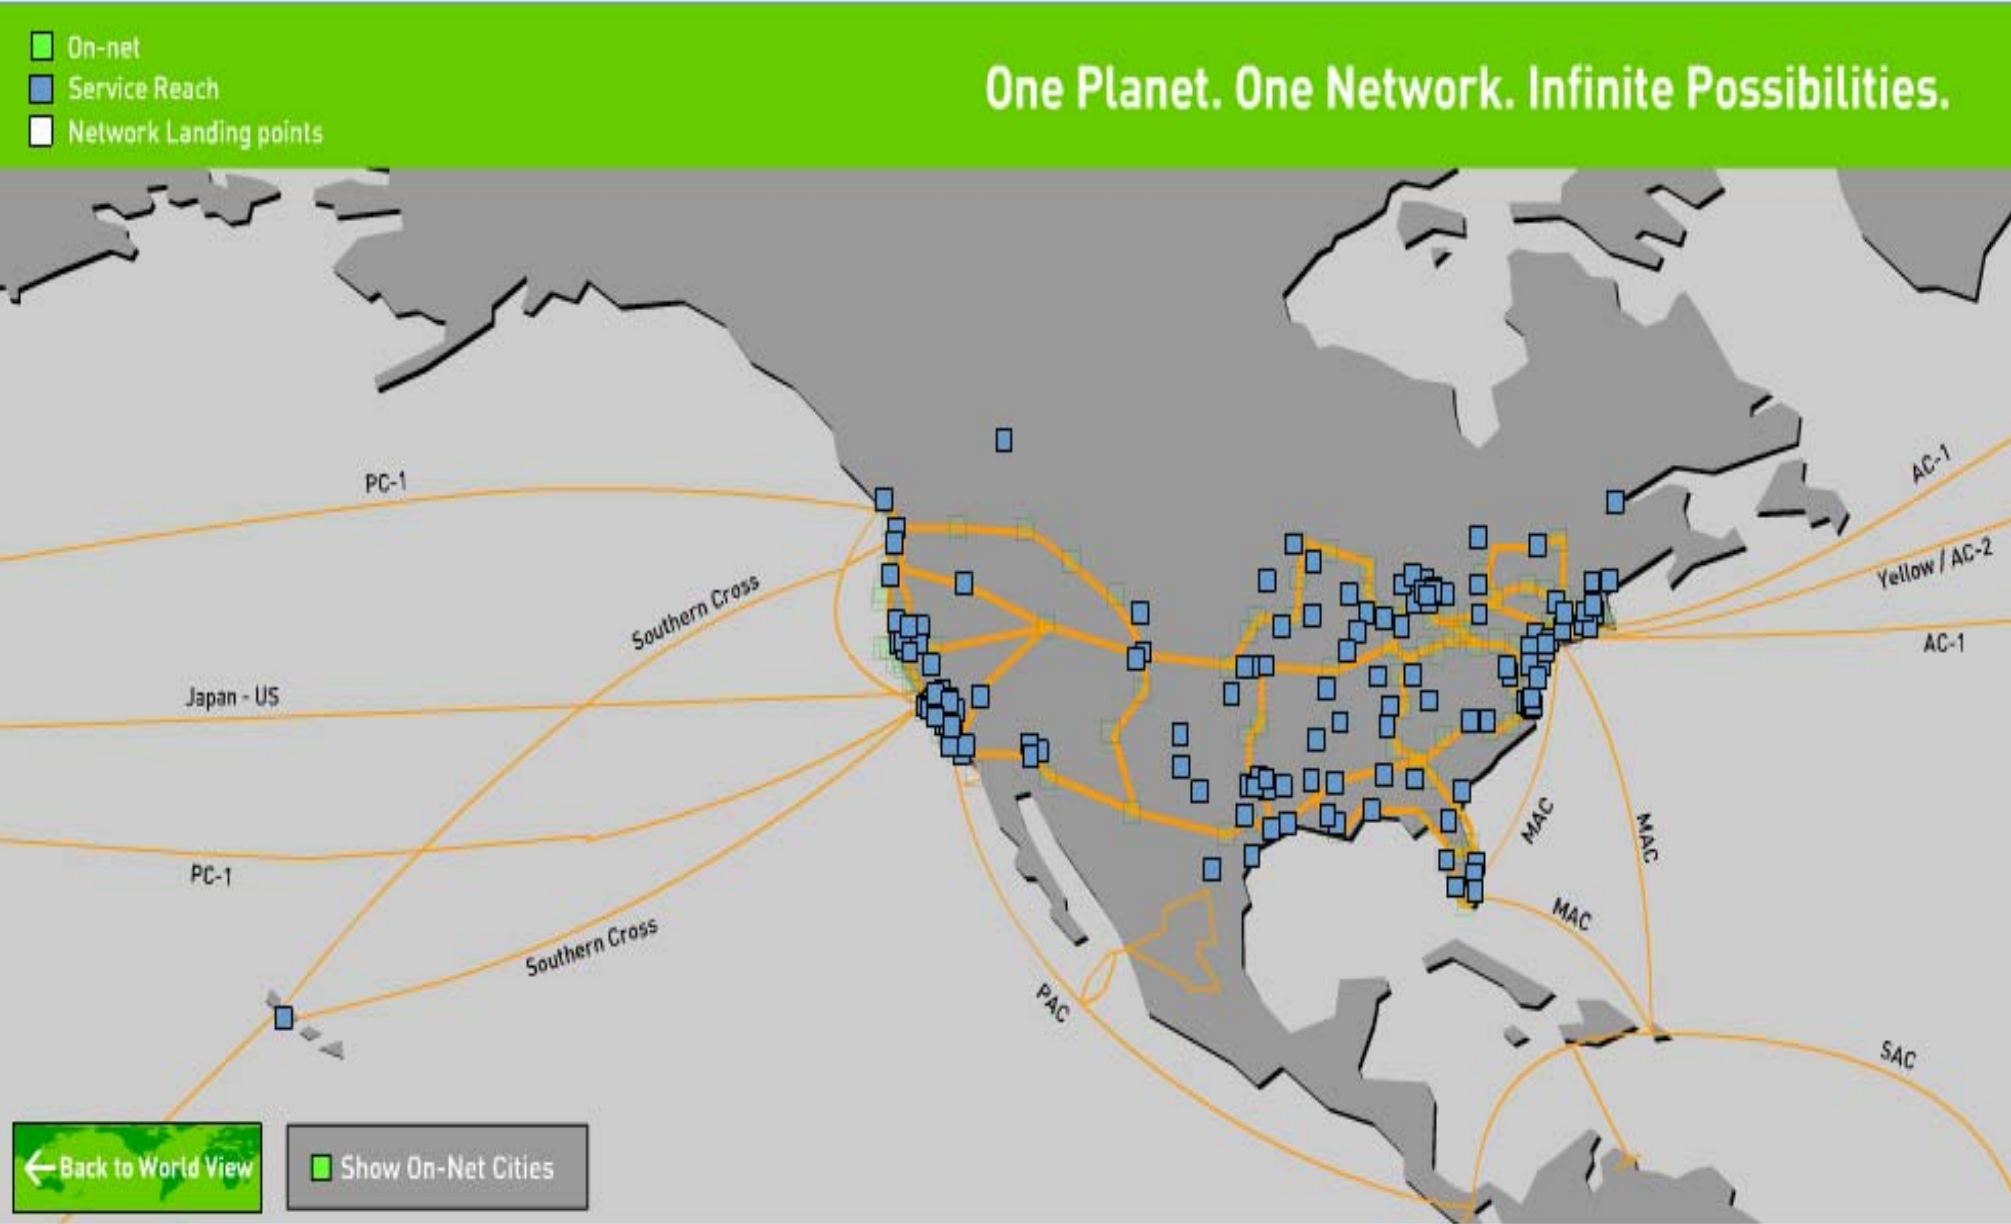 On-net
Service Reach
Network Landing points
One Planet. One Network. Infinite Possibilities.
PC-1
AC-1
Yellow / AC-2
Southern Cross
AC-1
Japan - US
MAC
MAC
PC-1
MAC
Southern Cross
PAC
SAC
Back to World View
Show On-Net Cities